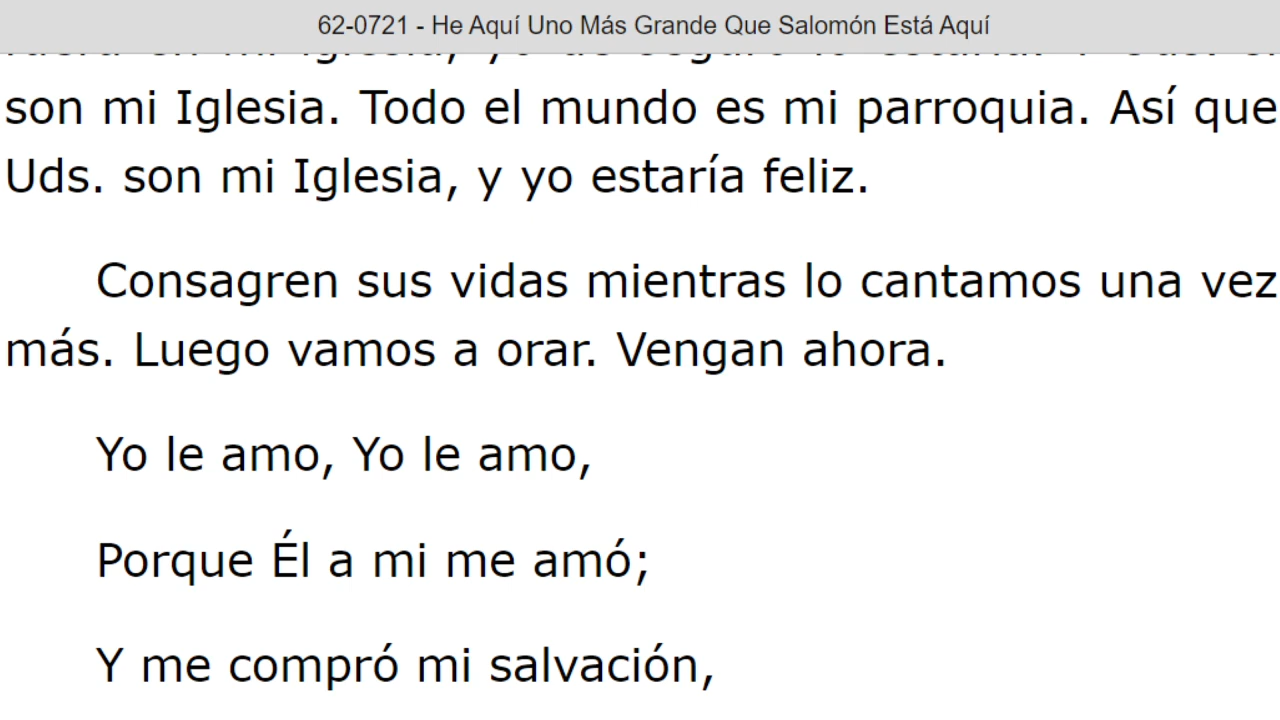 62-0721 - He Aquí Uno Más Grande Que Salomón Está Aquí
son mi Iglesia. Todo el mundo es mi parroquia. Así que
Uds. son mi Iglesia, y yo estaría feliz.
Consagren sus vidas mientras lo cantamos una vez
más. Luego vamos a orar. Vengan ahora.
Yo le amo, Yo le amo,
Porque Él a mi me amó;
Y me compró mi salvación,